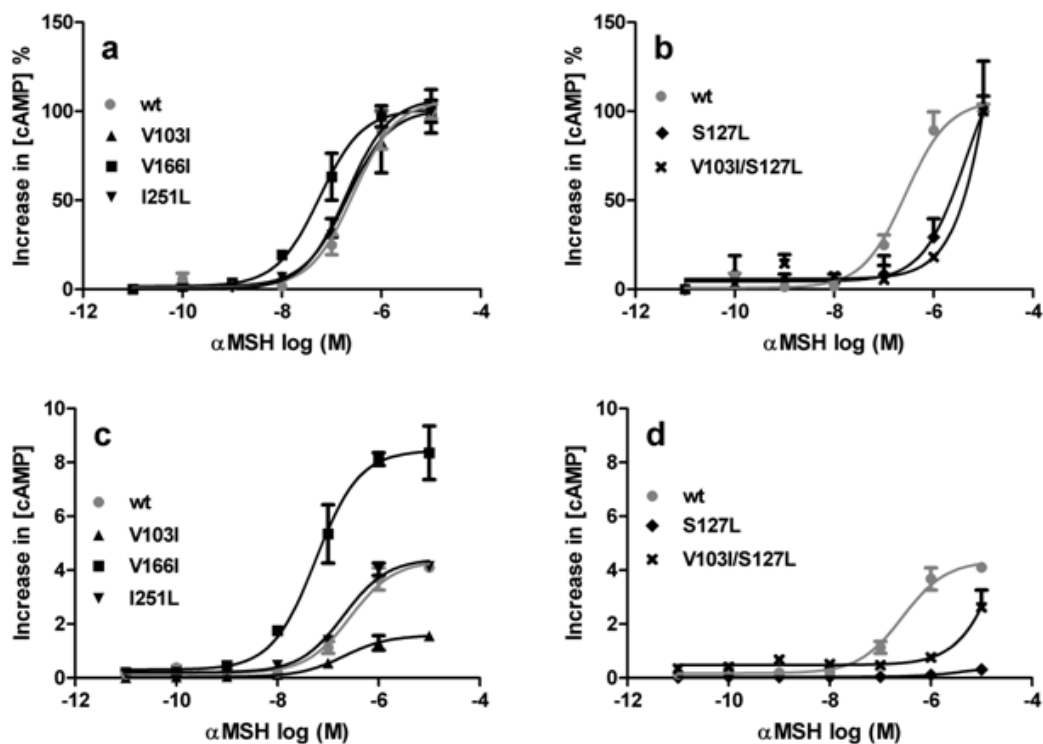 a
Increase in [cAMP] %
150
100
50
0
wt
V103I
V166I
I251L
-12 -10 -8 -6 -4
αMSH log (M)
b
Increase in [cAMP] %
150
100
50
0
wt
S127L
V103I/S127L
-12 -10 -8 -6 -4
αMSH log (M)
c
Increase in [cAMP]
10
8
6
4
2
0
wt
V103I
V166I
I251L
-12 -10 -8 -6 -4
αMSH log (M)
d
Increase in [cAMP]
10
8
6
4
2
0
wt
S127L
V103I/S127L
-12 -10 -8 -6 -4
αMSH log (M)